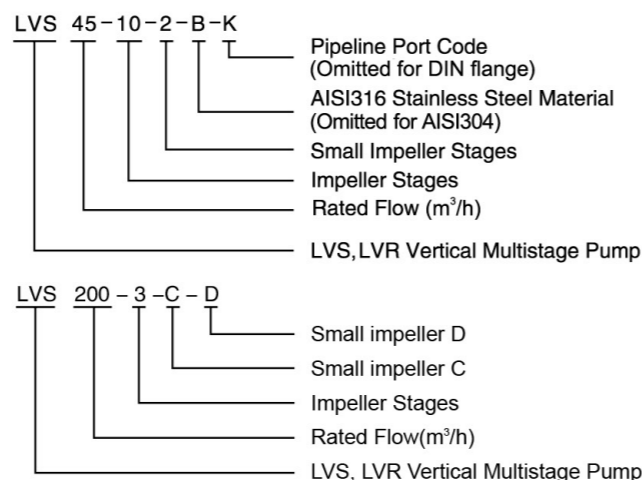 LVS 45-10-2-B-K
Pipeline Port Code
(Omitted for DIN flange)
AISI316 Stainless Steel Material
(Omitted for AISI304)
Small Impeller Stages
Impeller Stages
Rated Flow (m³/h)
LVS,LVR Vertical Multistage Pump
LVS 200-3-C-D
Small impeller D
Small impeller C
Impeller Stages
Rated Flow(m³/h)
LVS, LVR Vertical Multistage Pump